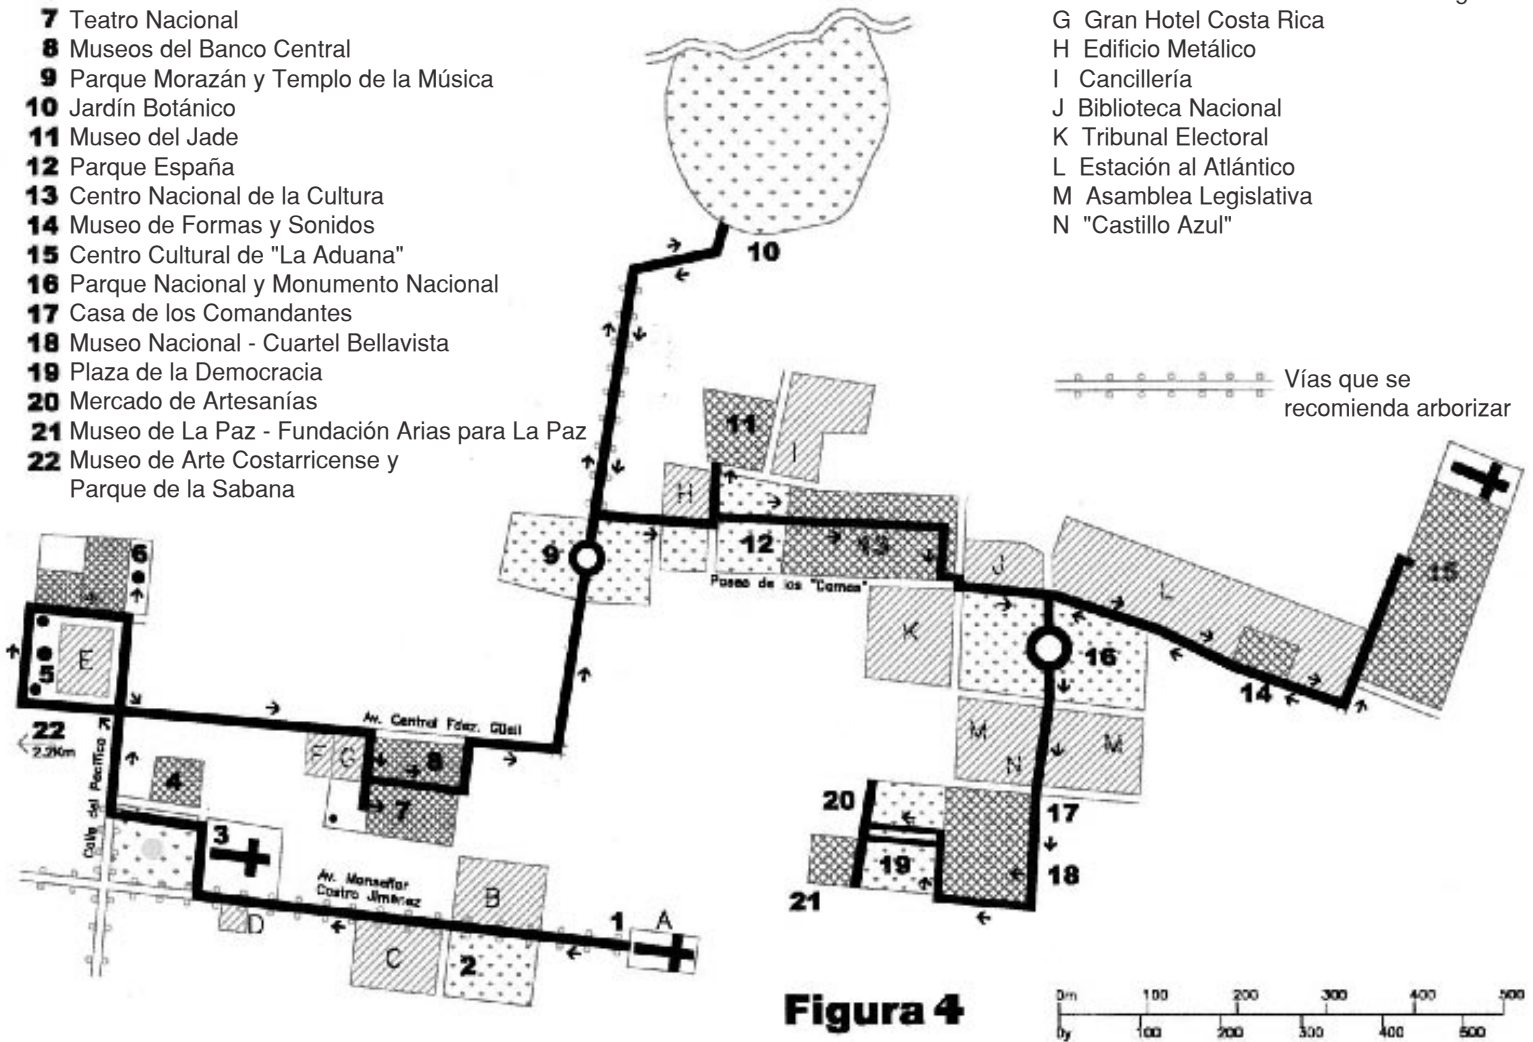 7 Teatro Nacional
8 Museos del Banco Central
9 Parque Morazán y Templo de la Música
10 Jardín Botánico
11 Museo del Jade
12 Parque España
13 Centro Nacional de la Cultura
14 Museo de Formas y Sonidos
15 Centro Cultural de "La Aduana"
16 Parque Nacional y Monumento Nacional
17 Casa de los Comandantes
18 Museo Nacional - Cuartel Bellavista
19 Plaza de la Democracia
20 Mercado de Artesanías
21 Museo de La Paz - Fundación Arias para La Paz
22 Museo de Arte Costarricense y
Parque de la Sabana
G Gran Hotel Costa Rica
H Edificio Metálico
I Cancillería
J Biblioteca Nacional
K Tribunal Electoral
L Estación al Atlántico
M Asamblea Legislativa
N "Castillo Azul"
Vías que se
recomienda arborizar
10
11
I
H
9
12
13
Paseo de los "Damas"
J
L
15
K
16
14
6
E
5
22
2.2Km
Av. Central Fdez. Güell
F
G
8
7
4
Calle del Pacífico
3
Av. Monseñor
Castro Jiménez
B
D
C
2
1
A
M
M
N
20
17
19
18
21
Figura 4
0m 100 200 300 400 500
0y 100 200 300 400 500